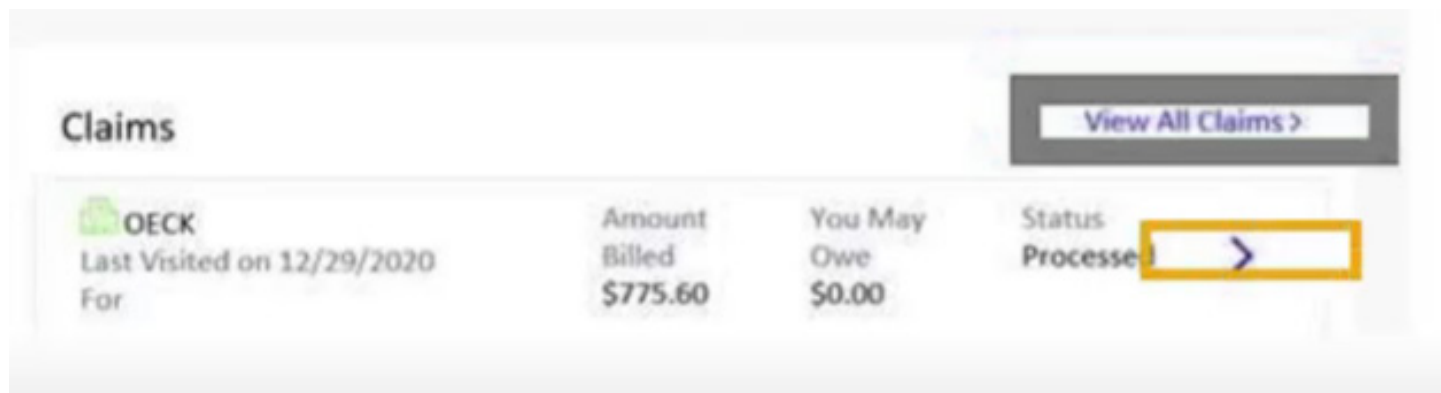 Claims
View All Claims >
OECK
Last Visited on 12/29/2020
For
Amount
Billed
$775.60
You May
Owe
$0.00
Status
Processed